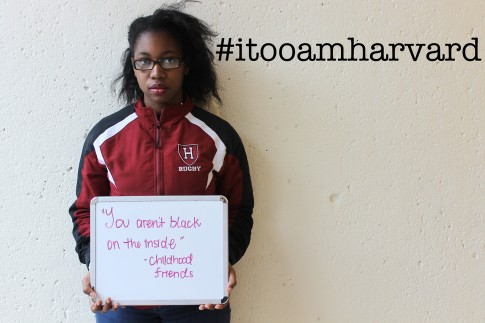 #itooamharvard
H
RUGBY
"You aren't black
on the inside"
-childhood
friends